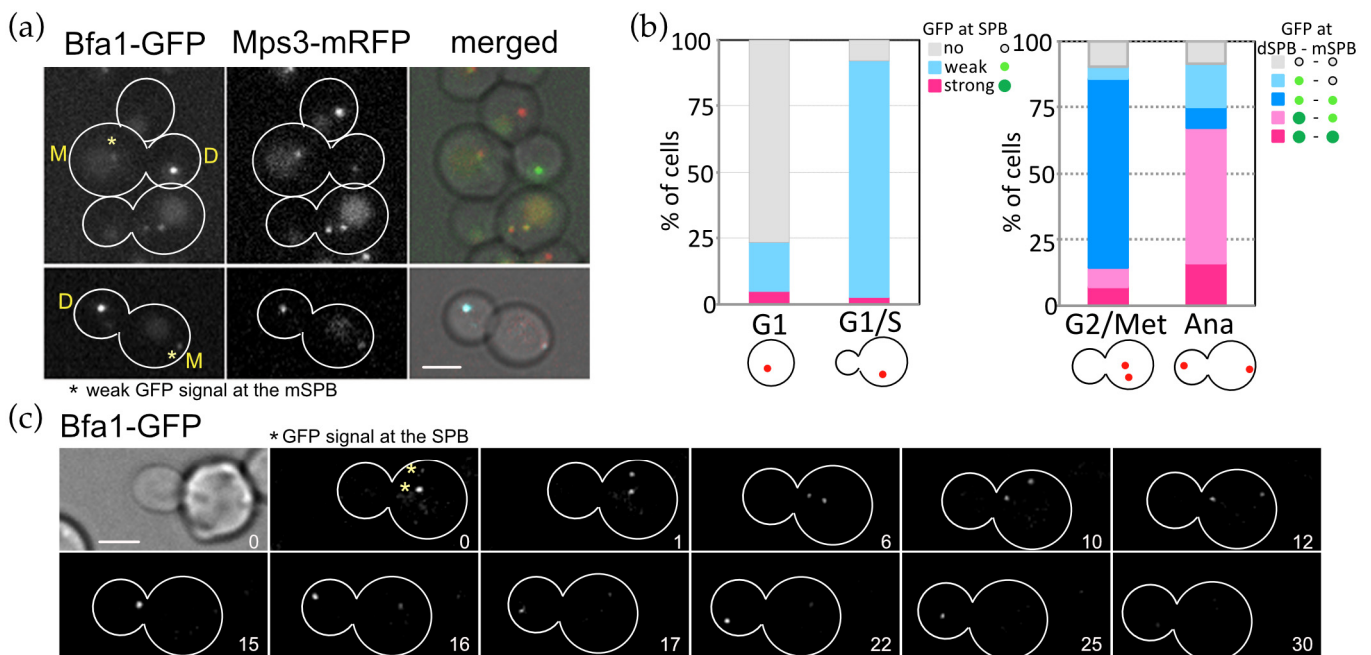 (a)
Bfa1-GFP Mps3-mRFP merged
M * D
D
* M
* weak GFP signal at the mSPB
(b)
GFP at SPB
no
weak
strong
100
75
50
25
0
% of cells
G1 G1/S
GFP at
dSPB - mSPB
-
-
-
-
-
100
75
50
25
0
% of cells
G2/Met Ana
(c)
Bfa1-GFP
* GFP signal at the SPB
*
*
0 0 1 6 10 12
15 16 17 22 25 30